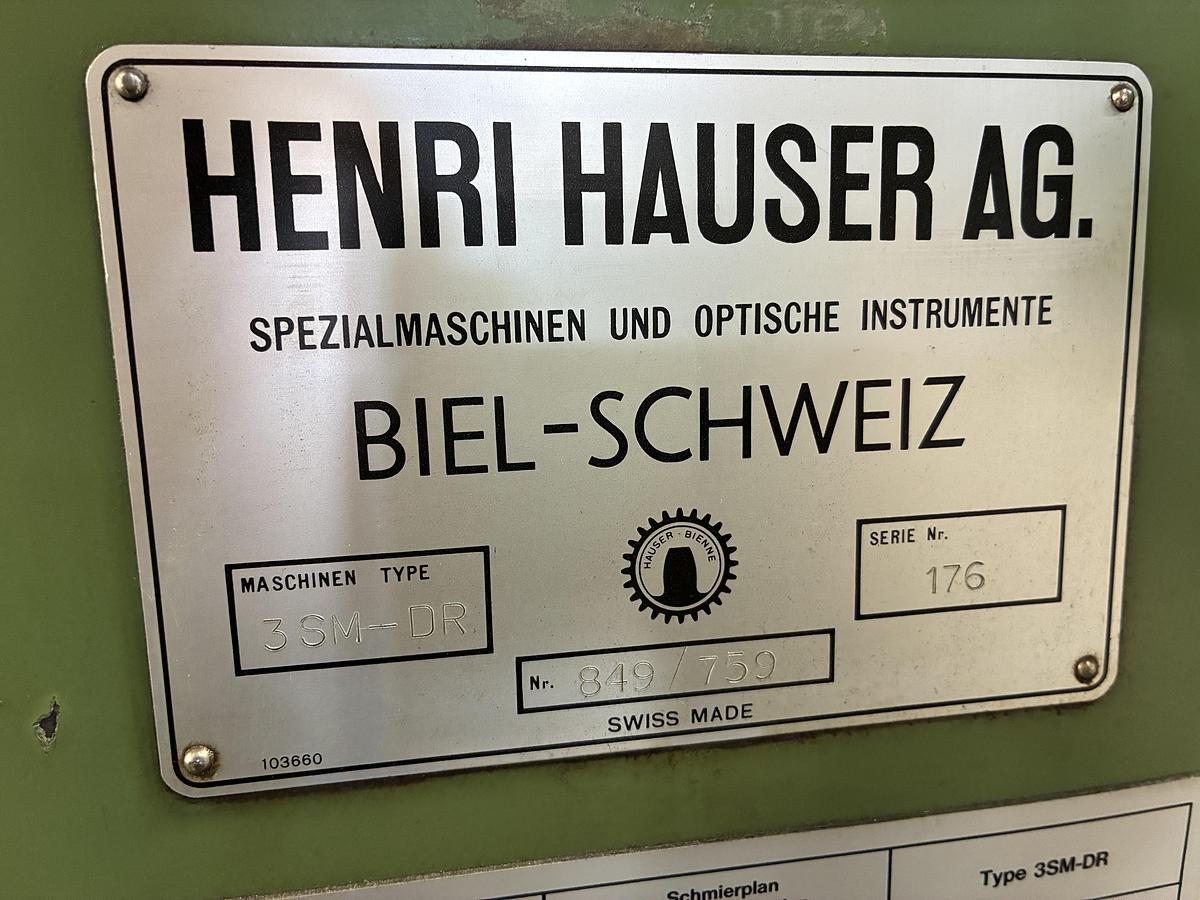 HENRI HAUSER AG.
SPEZIALMASCHINEN UND OPTISCHE INSTRUMENTE
BIEL-SCHWEIZ
HAUSER · BIENNE
MASCHINEN TYPE
3SM-DR
SERIE Nr.
176
Nr. 849/759
SWISS MADE
103660
Schmierplan
Type 3SM-DR